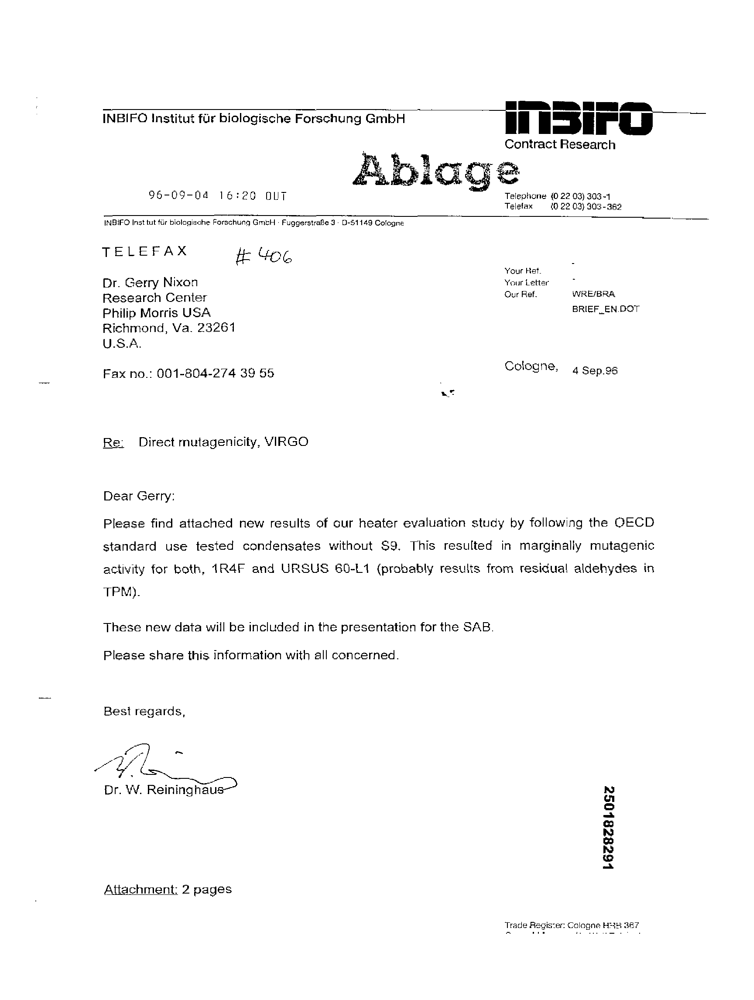 INBIFO Institut für biologische Forschung GmbH
INBIFO
Contract Research
Ablage
96-09-04 16:20 OUT
Telephone (0 22 03) 303-1
Telefax (0 22 03) 303-362
INBIFO Institut für biologische Forschung GmbH · Fuggerstraße 3 · D-51149 Cologne
TELEFAX
# 406
Dr. Gerry Nixon
Research Center
Philip Morris USA
Richmond, Va. 23261
U.S.A.
Your Ref. -
Your Letter -
Our Ref. WRE/BRA
BRIEF_EN.DOT
Fax no.: 001-804-274 39 55
Cologne, 4 Sep.96
Re: Direct mutagenicity, VIRGO
Dear Gerry:
Please find attached new results of our heater evaluation study by following the OECD
standard use tested condensates without S9. This resulted in marginally mutagenic
activity for both, 1R4F and URSUS 60-L1 (probably results from residual aldehydes in
TPM).
These new data will be included in the presentation for the SAB.
Please share this information with all concerned.
Best regards,
Dr. W. Reininghaus
2501828291
Attachment: 2 pages
Trade Register: Cologne HRB 367